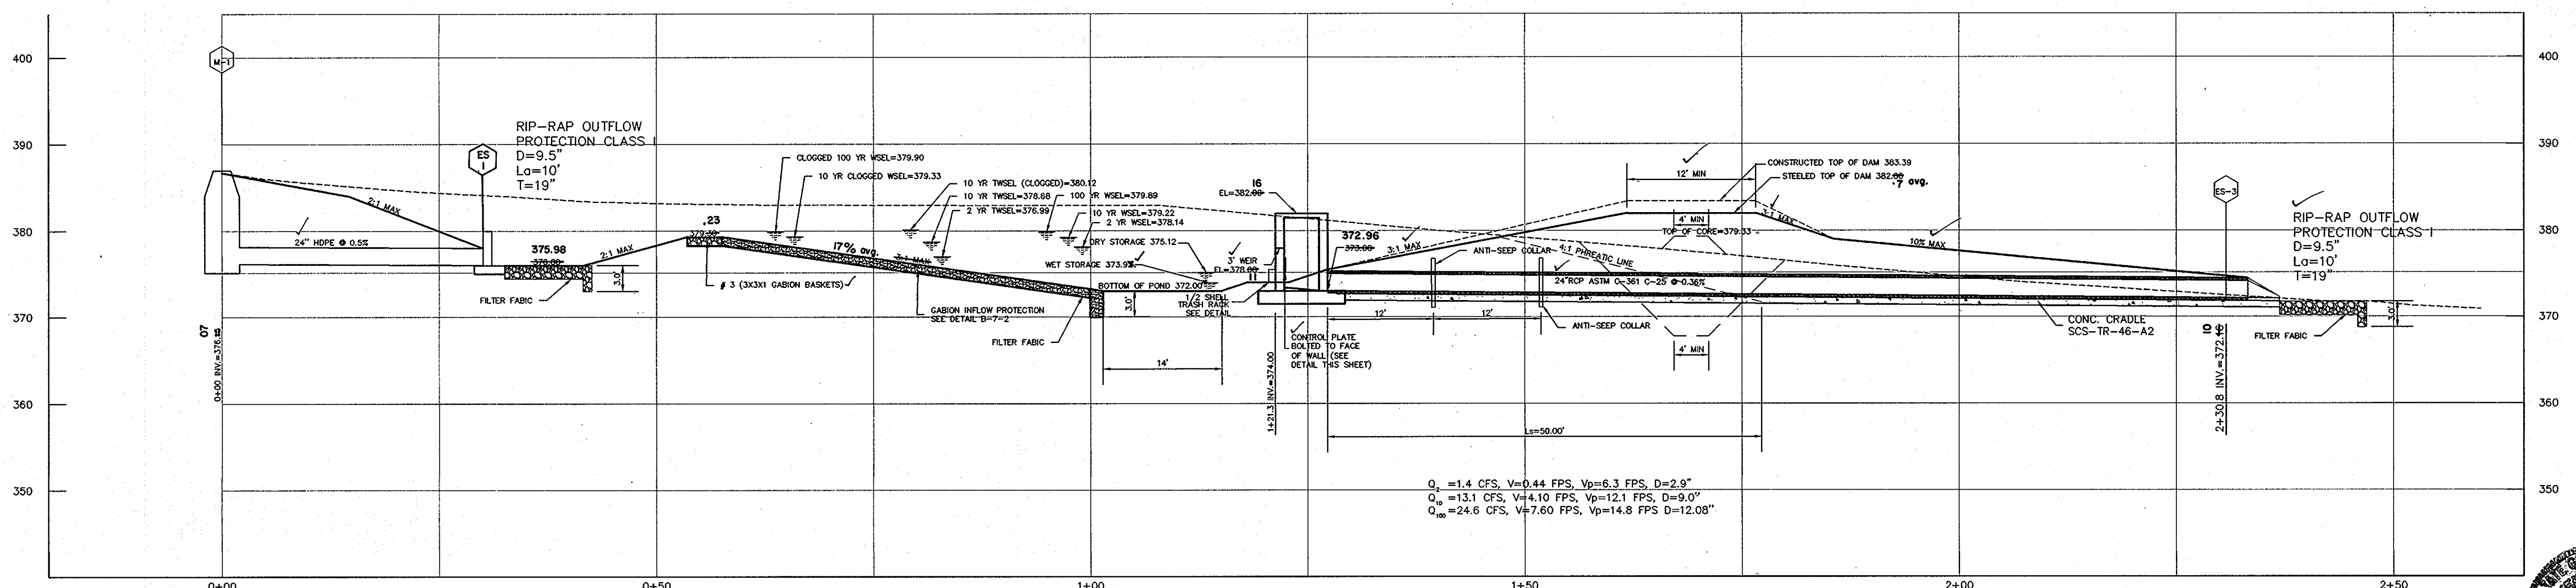 400
390
380
370
360
350
M-1
2:1 MAX
24" HDPE @ 0.5%
07
0+00 INV.=376.15
ES
1
RIP-RAP OUTFLOW
PROTECTION CLASS I
D=9.5"
La=10'
T=19"
375.98
376.00
FILTER FABIC
3.0'
2:1 MAX
.23
17% avg.
3:1 MAX
# 3 (3X3X1 GABION BASKETS)
GABION INFLOW PROTECTION
SEE DETAIL B-7-2
FILTER FABIC
CLOGGED 100 YR WSEL=379.90
10 YR CLOGGED WSEL=379.33
10 YR TWSEL (CLOGGED)=380.12
10 YR TWSEL=378.68
2 YR TWSEL=376.99
100 YR WSEL=379.89
10 YR WSEL=379.22
2 YR WSEL=378.14
DRY STORAGE 375.12
WET STORAGE
BOTTOM OF POND 372.00
3.0'
14'
16
EL=382.00
3' WEIR
EL=378.00
11
1/2 SHELL
TRASH RACK
SEE DETAIL
1+21.3 INV.=374.00
CONTROL PLATE
BOLTED TO FACE
OF WALL (SEE
DETAIL THIS SHEET)
372.96
373.00
3:1 MAX
12'
12'
ANTI-SEEP COLLAR
ANTI-SEEP COLLAR
4:1 PHREATIC LINE
24"RCP ASTM C-361 C-25 @ 0.36%
12' MIN
CONSTRUCTED TOP OF DAM 383.39
STEELED TOP OF DAM 382.00
.7 avg.
4' MIN
TOP OF CORE=379.33
3:1 MAX
10% MAX
4' MIN
Ls=50.00'
CONC. CRADLE
SCS-TR-46-A2
ES-3
RIP-RAP OUTFLOW
PROTECTION CLASS I
D=9.5"
La=10'
T=19"
10
2+30.8 INV.=372.16
FILTER FABIC
3.0'
400
390
380
370
360
350
Q2 =1.4 CFS, V=0.44 FPS, Vp=6.3 FPS, D=2.9"
Q10 =13.1 CFS, V=4.10 FPS, Vp=12.1 FPS, D=9.0"
Q100 =24.6 CFS, V=7.60 FPS, Vp=14.8 FPS D=12.08"
0+00
0+50
1+00
1+50
2+00
2+50